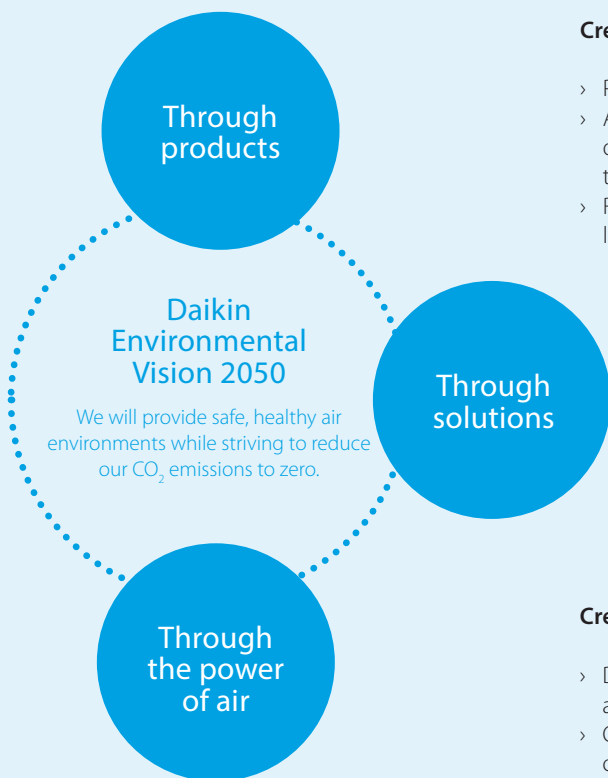 Through
products
Daikin
Environmental
Vision 2050
We will provide safe, healthy air
environments while striving to reduce
our CO₂ emissions to zero.
Through
solutions
Through
the power
of air